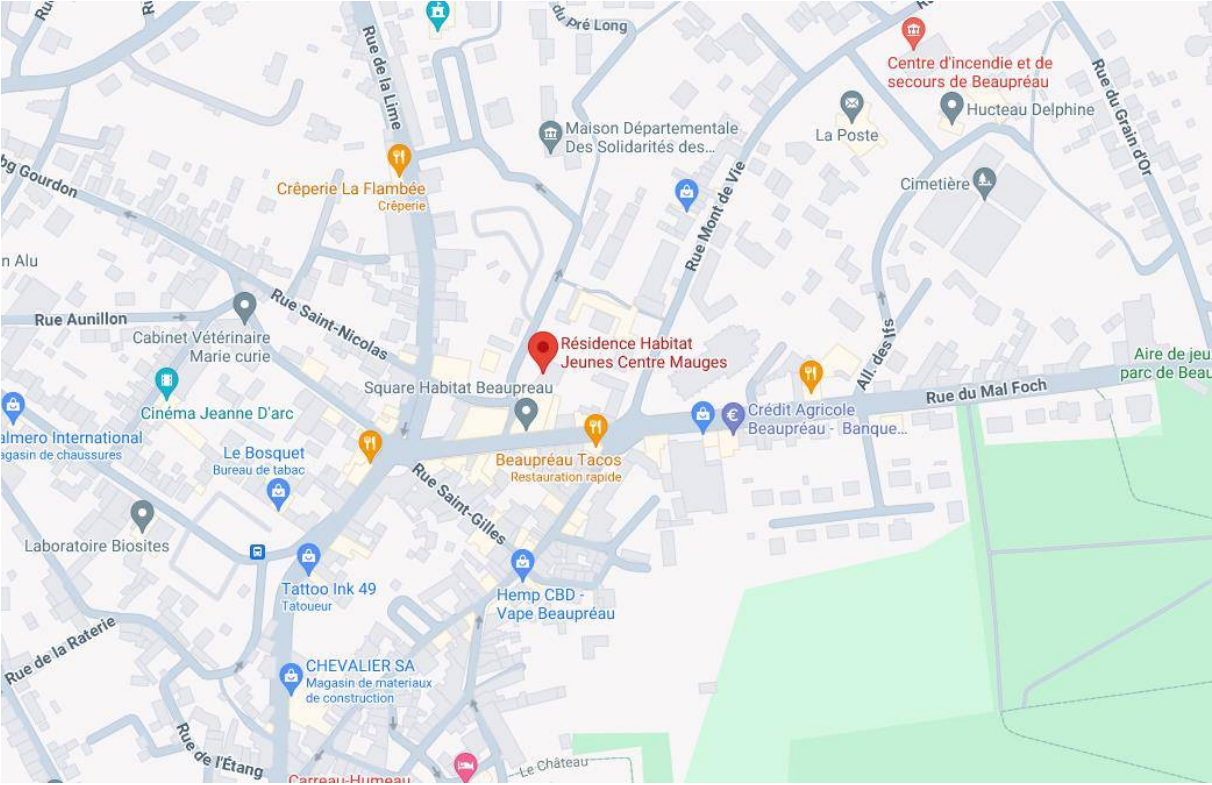 Ru
Ru
du Pré Long
Rue de la Lime
Centre d'incendie et de
secours de Beaupréau
Rue du Grain d'Or
Hucteau Delphine
Maison Départementale
Des Solidarités des...
La Poste
bg Gourdon
Crêperie La Flambée
Crêperie
Rue Mont de Vie
Cimetière
n Alu
Rue Aunillon
Rue Saint-Nicolas
Cabinet Vétérinaire
Marie curie
Résidence Habitat
Jeunes Centre Mauges
All. des Ifs
Aire de jeu
parc de Beau
Square Habitat Beaupreau
Rue du Mal Foch
Cinéma Jeanne D'arc
Crédit Agricole
Beaupréau - Banque...
almero International
agasin de chaussures
Le Bosquet
Bureau de tabac
Beaupréau Tacos
Restauration rapide
Rue Saint-Gilles
Laboratoire Biosites
Tattoo Ink 49
Tatoueur
Hemp CBD -
Vape Beaupréau
Rue de la Raterie
CHEVALIER SA
Magasin de materiaux
de construction
Rue de l'Étang
Le Château
Carreau-Humeau